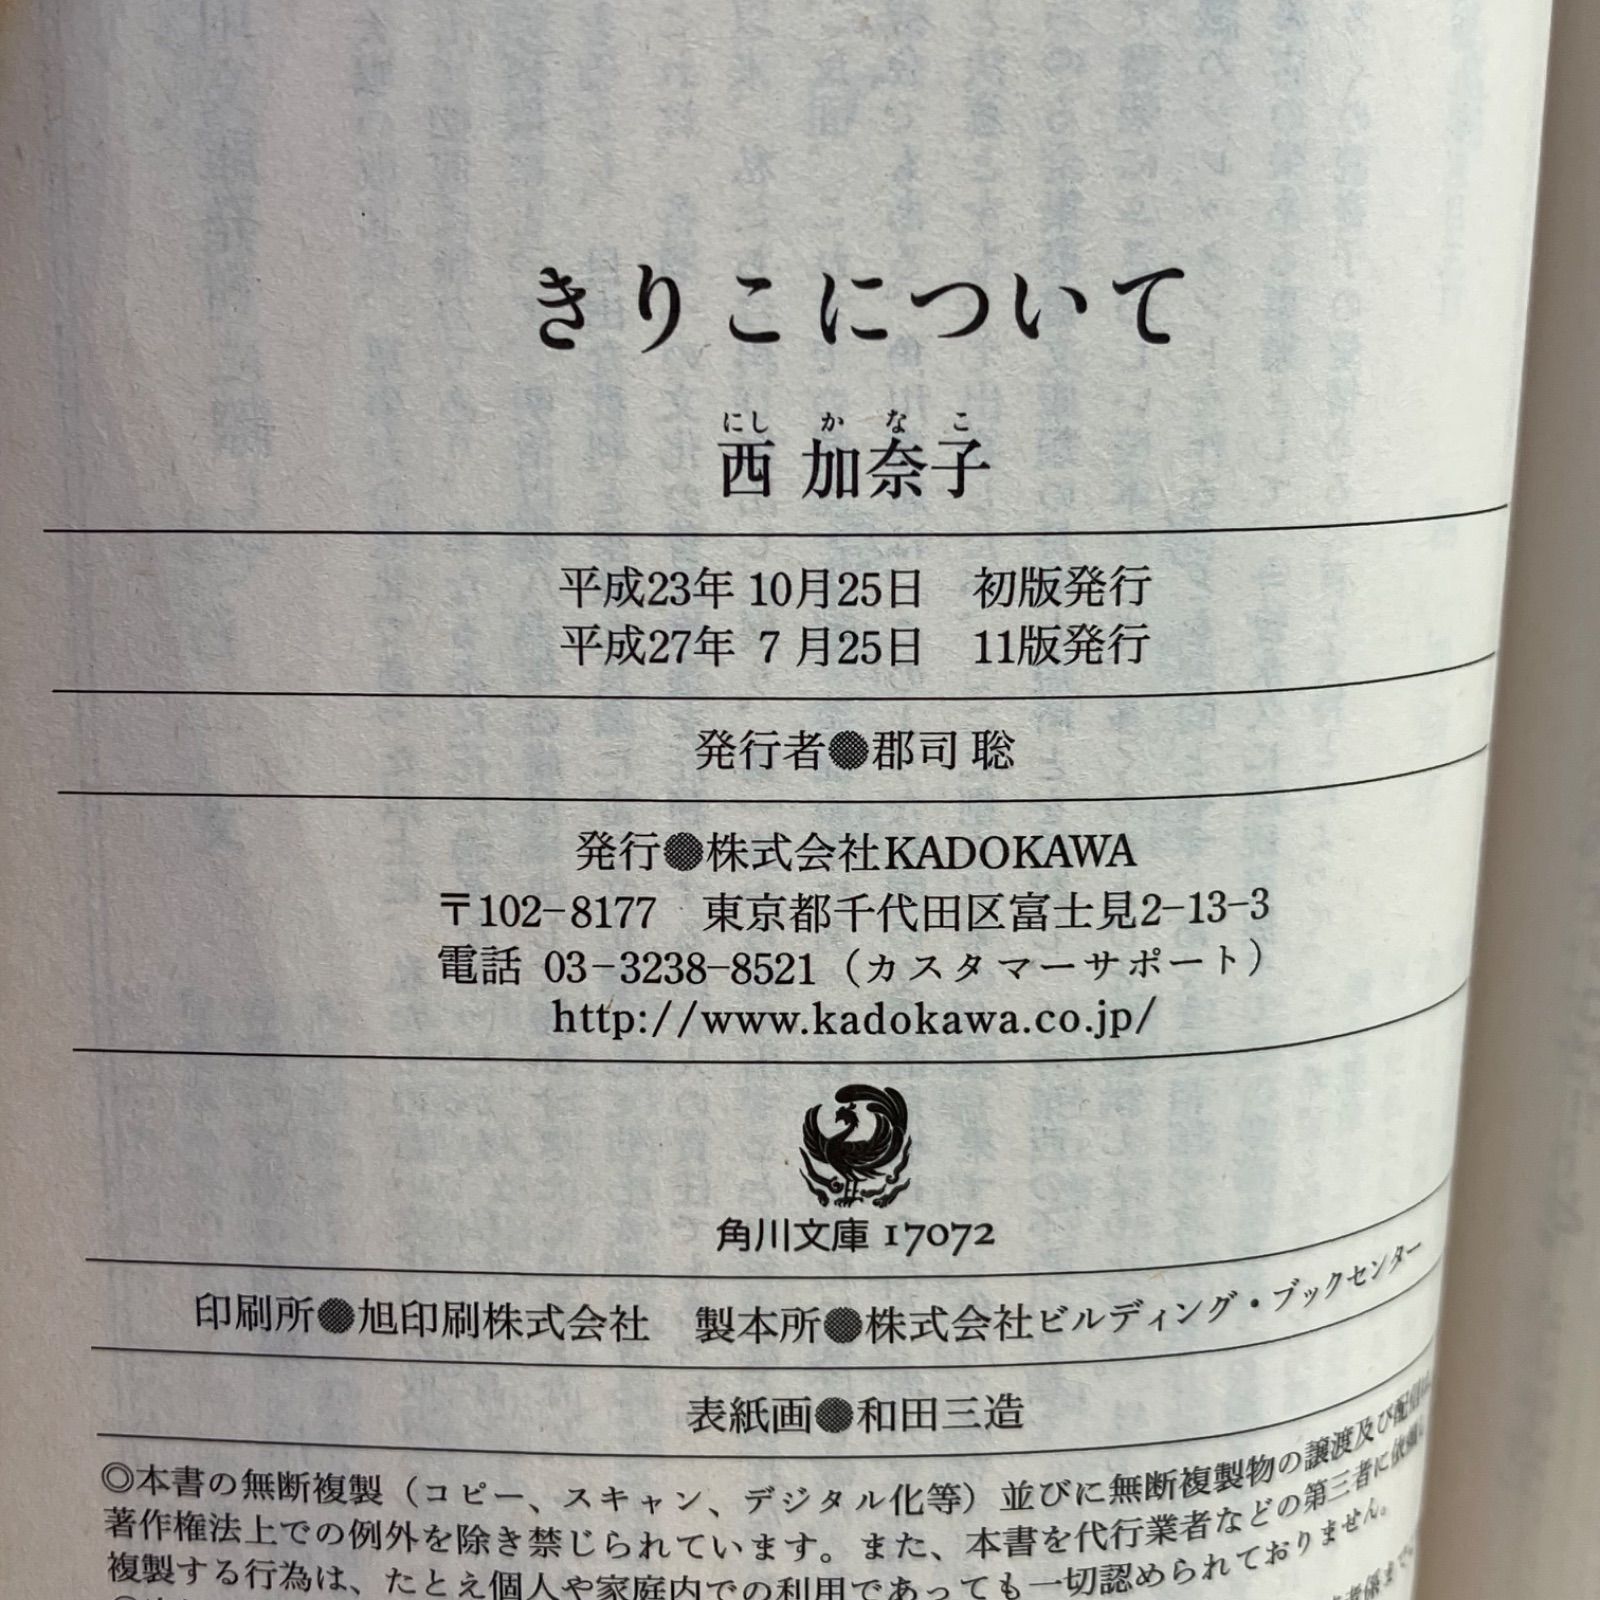 きりこについて
にし かなこ
西 加奈子
平成23年 10月25日 初版発行
平成27年 7月25日 11版発行
発行者●郡司 聡
発行●株式会社KADOKAWA
〒102-8177 東京都千代田区富士見2-13-3
電話 03-3238-8521（カスタマーサポート）
http://www.kadokawa.co.jp/
角川文庫 17072
印刷所●旭印刷株式会社 製本所●株式会社ビルディング・ブックセンター
表紙画●和田三造
◎本書の無断複製（コピー、スキャン、デジタル化等）並びに無断複製物の譲渡及び配信は、
著作権法上での例外を除き禁じられています。また、本書を代行業者などの第三者に依頼し
複製する行為は、たとえ個人や家庭内での利用であっても一切認められておりません。